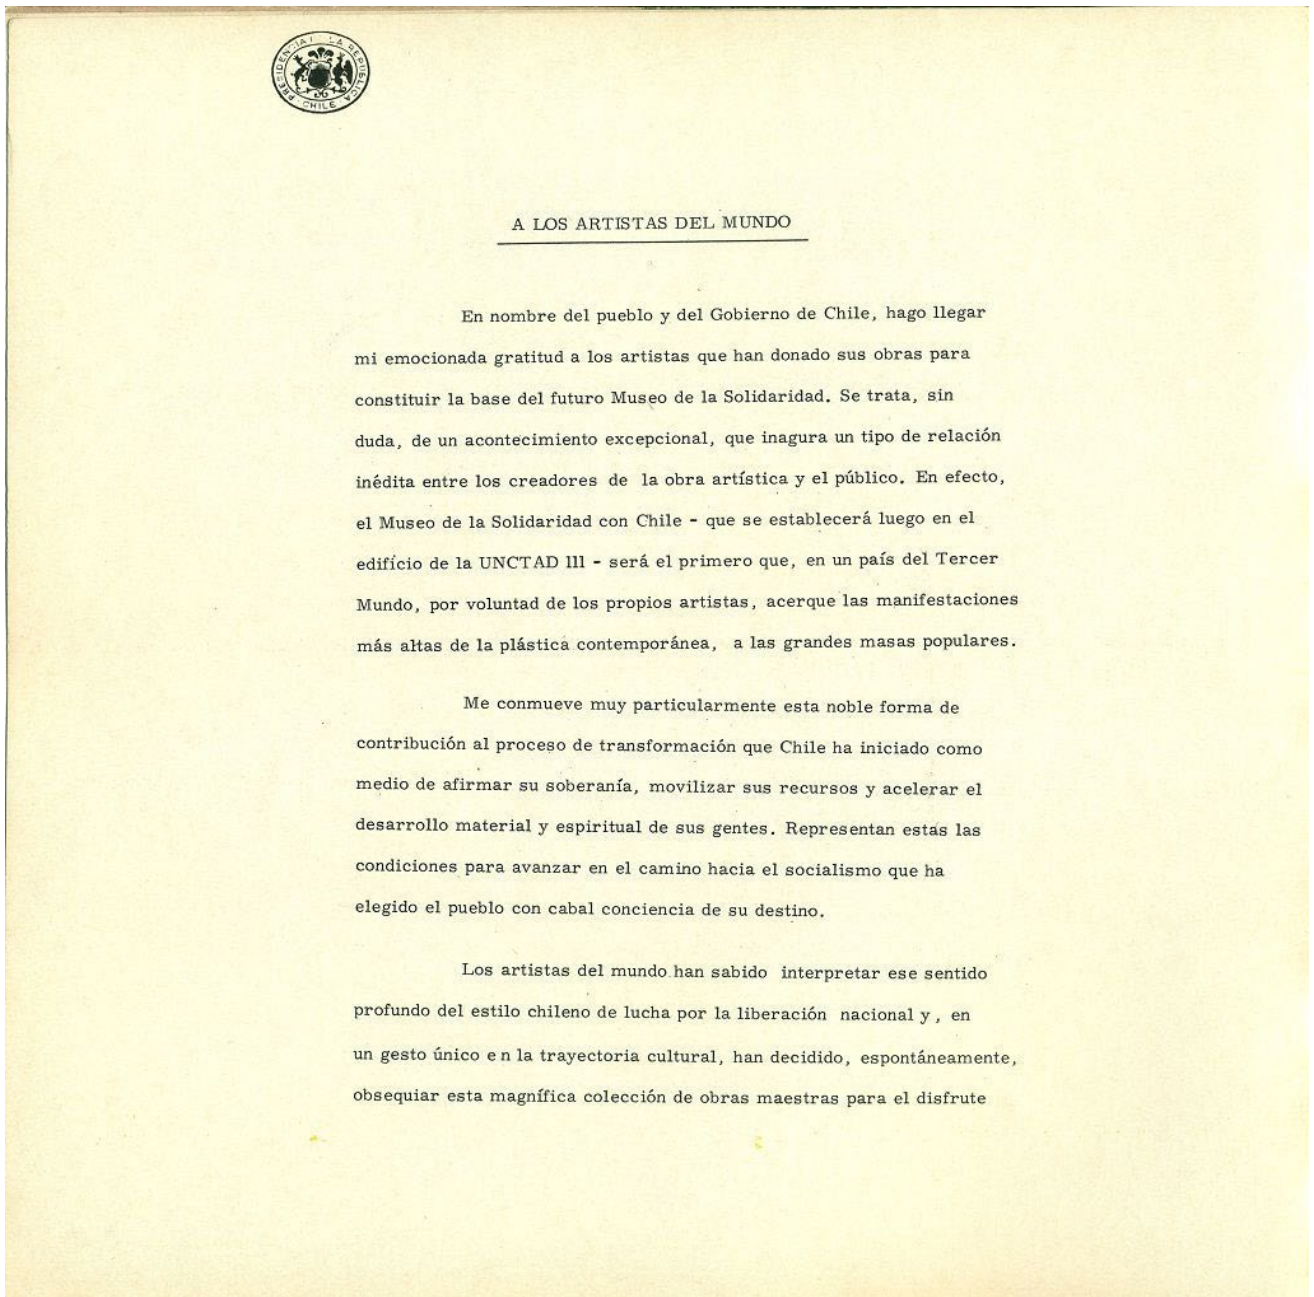 PRESIDENCIA LA REPUBLICA
CHILE
A LOS ARTISTAS DEL MUNDO
En nombre del pueblo y del Gobierno de Chile, hago llegar
mi emocionada gratitud a los artistas que han donado sus obras para
constituir la base del futuro Museo de la Solidaridad. Se trata, sin
duda, de un acontecimiento excepcional, que inagura un tipo de relación
inédita entre los creadores de la obra artística y el público. En efecto,
el Museo de la Solidaridad con Chile - que se establecerá luego en el
edifício de la UNCTAD III - será el primero que, en un país del Tercer
Mundo, por voluntad de los propios artistas, acerque las manifestaciones
más altas de la plástica contemporánea, a las grandes masas populares.
Me conmueve muy particularmente esta noble forma de
contribución al proceso de transformación que Chile ha iniciado como
medio de afirmar su soberanía, movilizar sus recursos y acelerar el
desarrollo material y espiritual de sus gentes. Representan estas las
condiciones para avanzar en el camino hacia el socialismo que ha
elegido el pueblo con cabal conciencia de su destino.
Los artistas del mundo han sabido interpretar ese sentido
profundo del estilo chileno de lucha por la liberación nacional y, en
un gesto único en la trayectoria cultural, han decidido, espontáneamente,
obsequiar esta magnífica colección de obras maestras para el disfrute